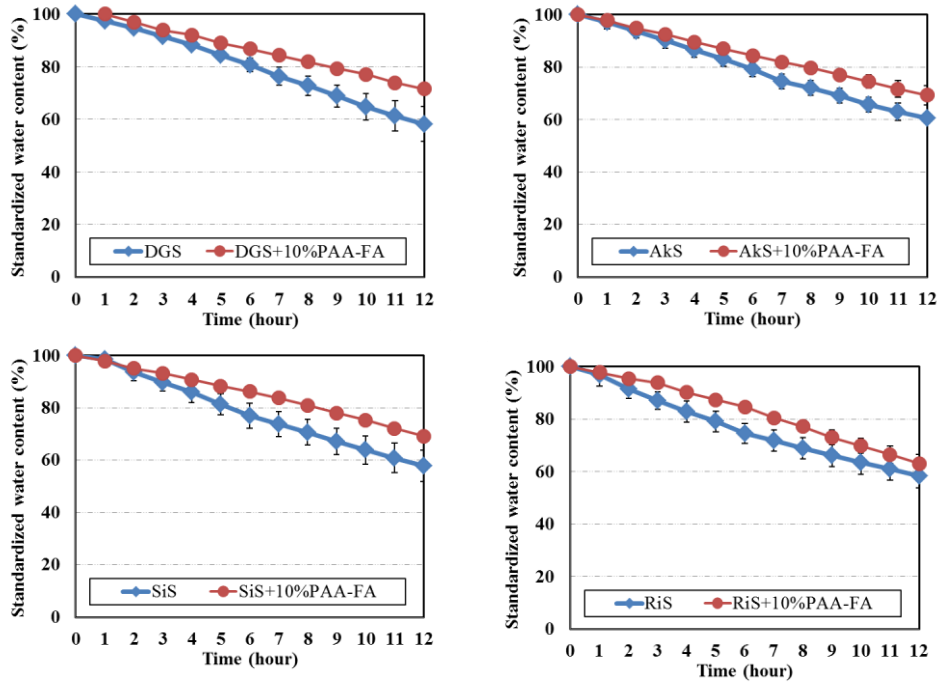 Standardized water content (%)
100
80
60
40
20
0
DGS
DGS+10%PAA-FA
0 1 2 3 4 5 6 7 8 9 10 11 12
Time (hour)
Standardized water content (%)
100
80
60
40
20
0
AkS
AkS+10%PAA-FA
0 1 2 3 4 5 6 7 8 9 10 11 12
Time (hour)
Standardized water content (%)
100
80
60
40
20
0
SiS
SiS+10%PAA-FA
0 1 2 3 4 5 6 7 8 9 10 11 12
Time (hour)
Standardized water content (%)
100
80
60
40
20
0
RiS
RiS+10%PAA-FA
0 1 2 3 4 5 6 7 8 9 10 11 12
Time (hour)